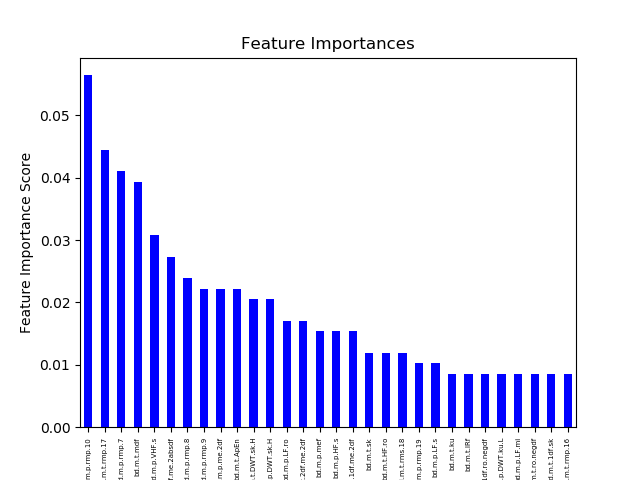 Feature Importances
Feature Importance Score
0.05
0.04
0.03
0.02
0.01
0.00
m.p.rmp.10
.m.t.rmp.17
d.m.p.rmp.7
bd.m.t.mdf
d.m.p.VHF.s
f.me.2absdf
d.m.p.rmp.8
d.m.p.rmp.9
m.p.me.2df
bd.m.t.ApEn
.t.DWT.sk.H
.p.DWT.sk.H
bd.m.p.LF.ro
.2df.me.2df
bd.m.p.mef
bd.m.p.HF.s
.1df.me.2df
bd.m.t.sk
bd.m.t.HF.ro
.m.t.rms.18
m.p.rmp.19
bd.m.p.LF.s
bd.m.t.ku
bd.m.t.IRf
1df.ro.negdf
.p.DWT.ku.L
bd.m.p.LF.ml
m.t.ro.negdf
d.m.t.1df.sk
.m.t.rmp.16